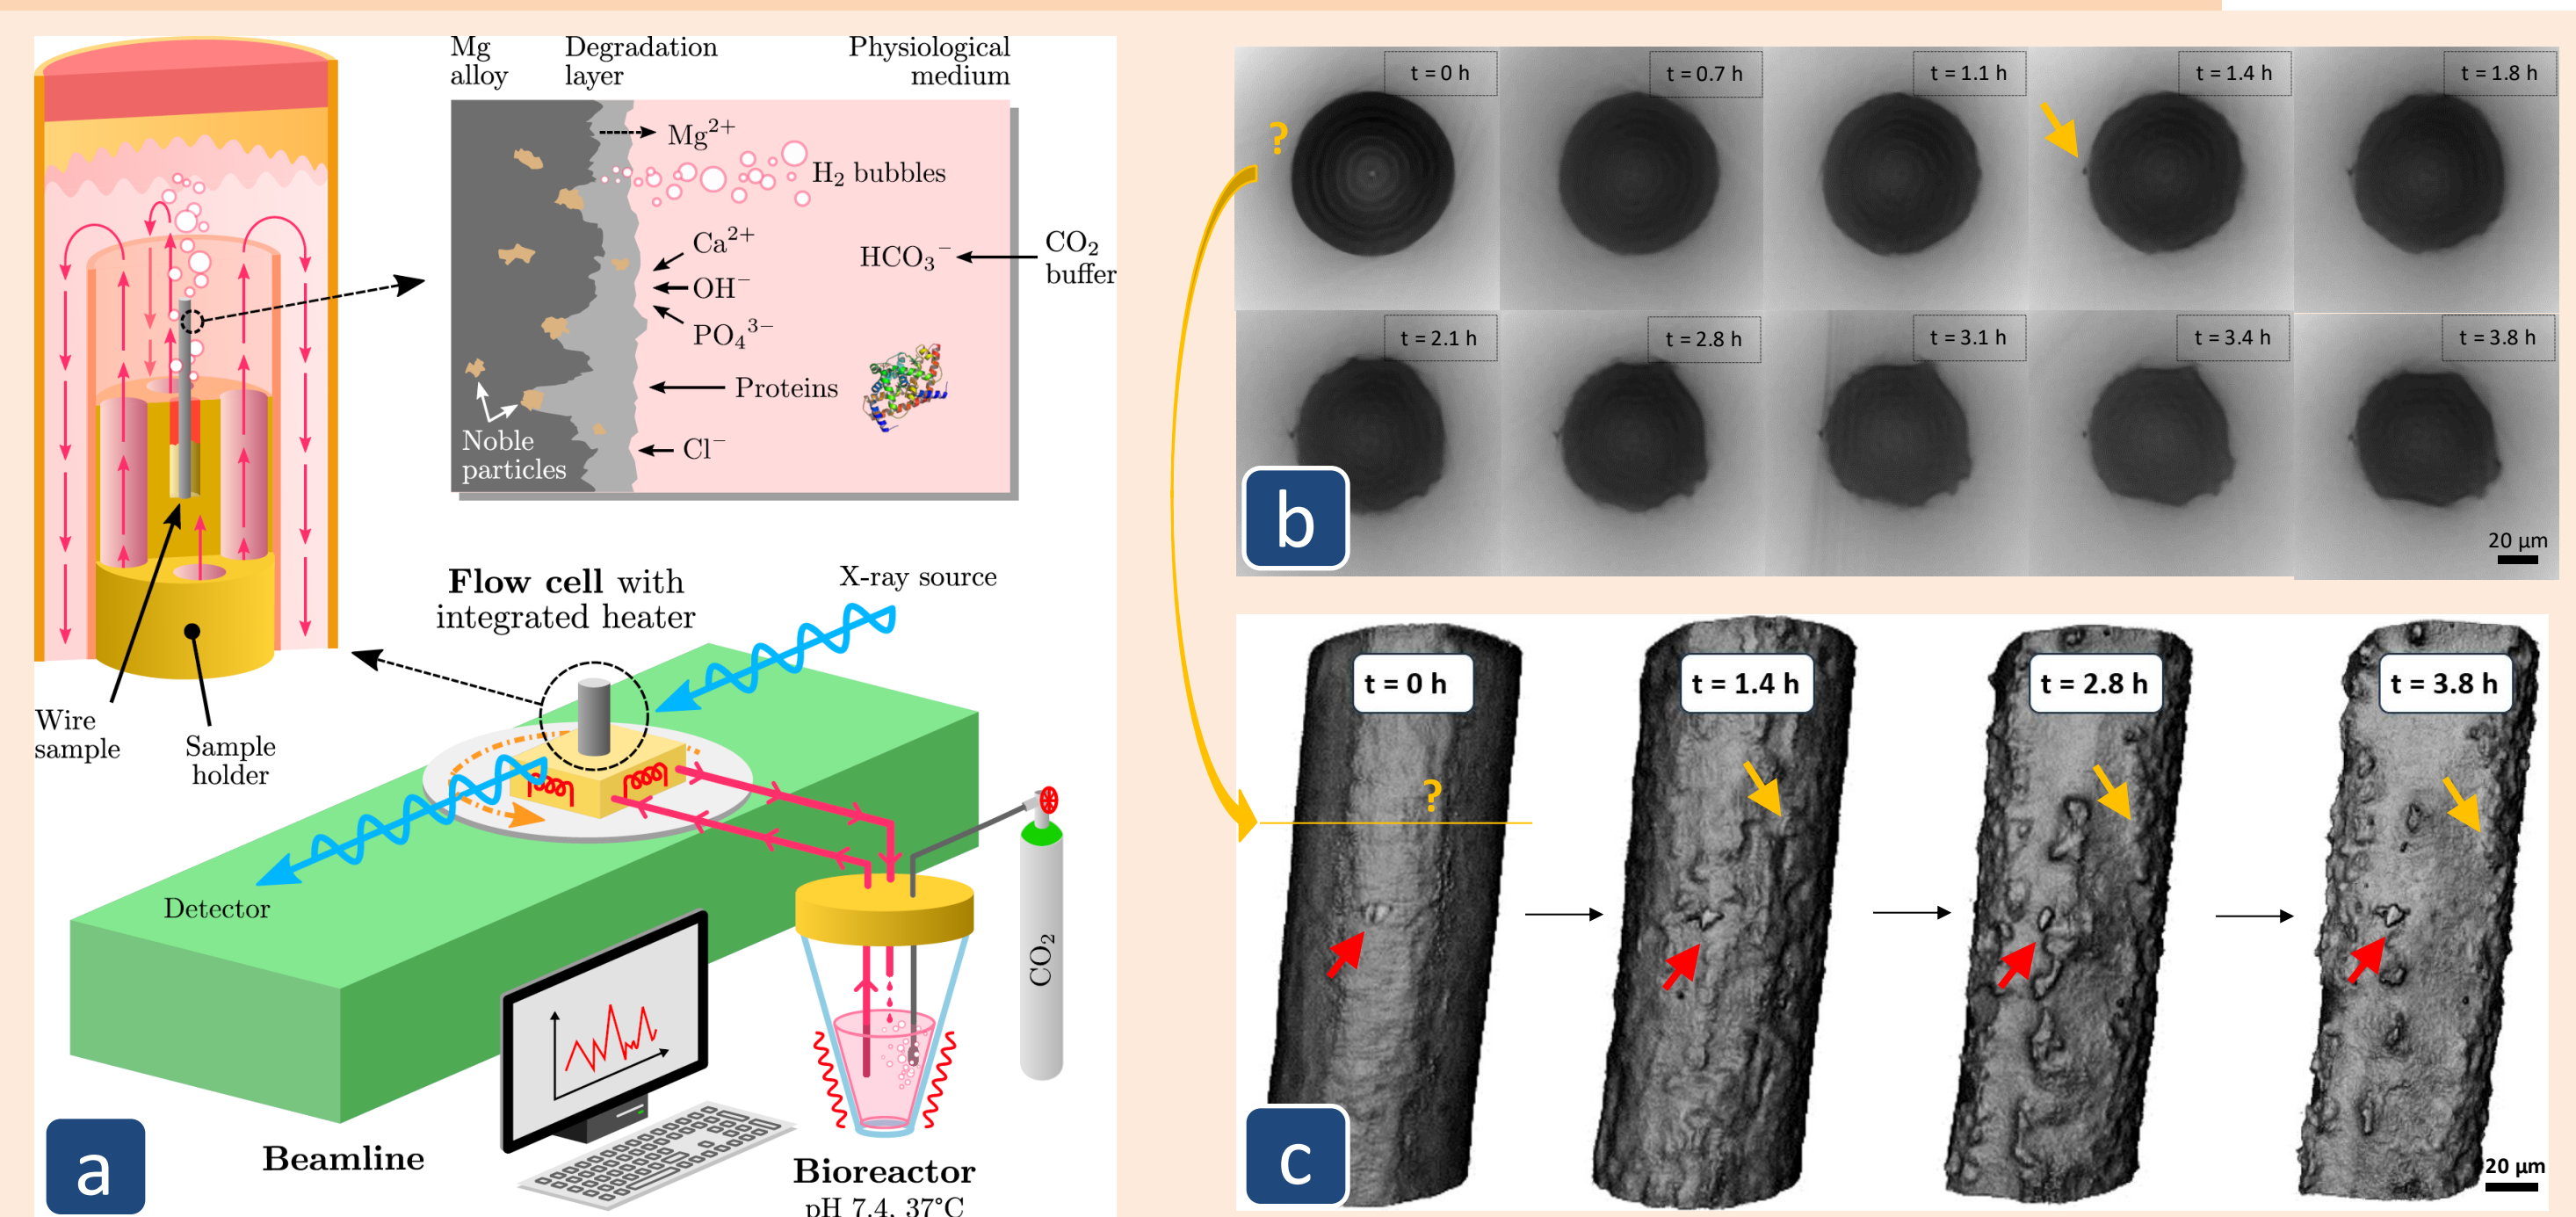 Mg
alloy
Degradation
layer
Physiological
medium
Mg²⁺
H₂ bubbles
Ca²⁺
OH⁻
PO₄³⁻
HCO₃⁻
CO₂
buffer
Proteins
Cl⁻
Noble
particles
Wire
sample
Sample
holder
Flow cell with
integrated heater
X-ray source
Detector
CO₂
Beamline
Bioreactor
pH 7.4, 37°C
a
t = 0 h
t = 0.7 h
t = 1.1 h
t = 1.4 h
t = 1.8 h
?
t = 2.1 h
t = 2.8 h
t = 3.1 h
t = 3.4 h
t = 3.8 h
20 µm
b
t = 0 h
t = 1.4 h
t = 2.8 h
t = 3.8 h
?
20 µm
c